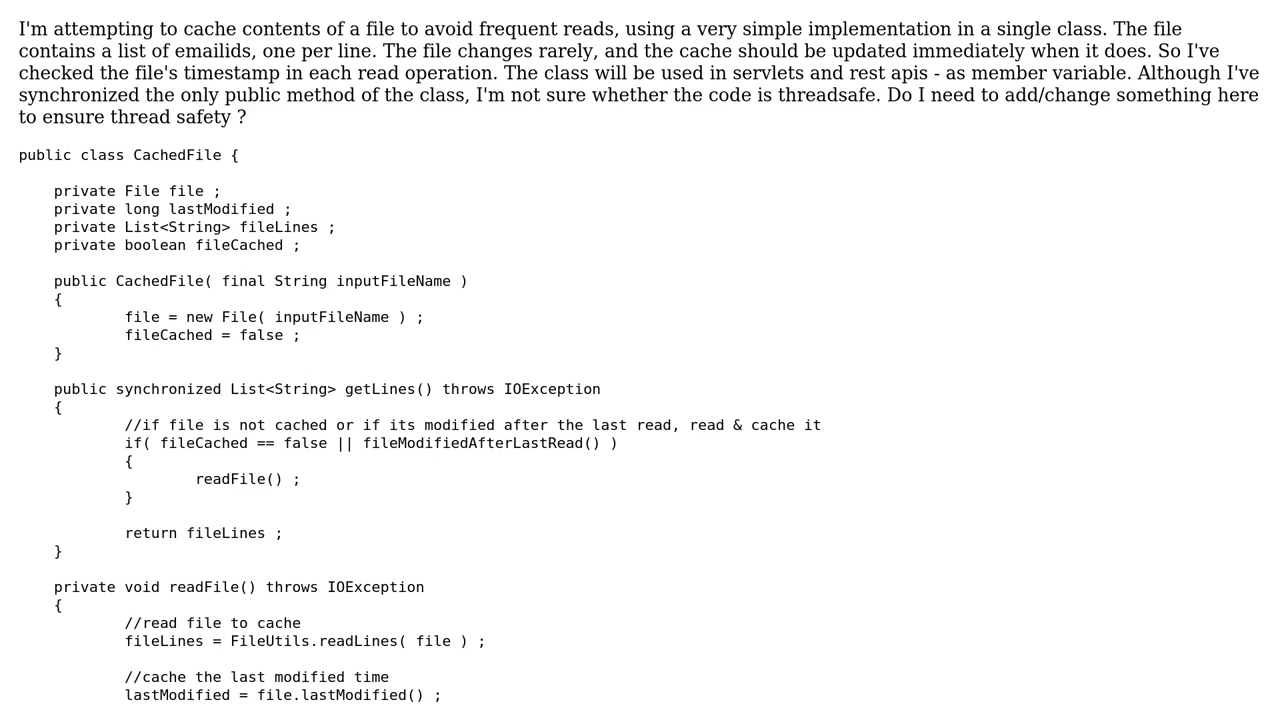 I'm attempting to cache contents of a file to avoid frequent reads, using a very simple implementation in a single class. The file
contains a list of emailids, one per line. The file changes rarely, and the cache should be updated immediately when it does. So I've
checked the file's timestamp in each read operation. The class will be used in servlets and rest apis - as member variable. Although I've
synchronized the only public method of the class, I'm not sure whether the code is threadsafe. Do I need to add/change something here
to ensure thread safety ?
public class CachedFile {
    private File file ;
    private long lastModified ;
    private List<String> fileLines ;
    private boolean fileCached ;
    public CachedFile( final String inputFileName )
    {
            file = new File( inputFileName ) ;
            fileCached = false ;
    }
    public synchronized List<String> getLines() throws IOException
    {
            //if file is not cached or if its modified after the last read, read & cache it
            if( fileCached == false || fileModifiedAfterLastRead() )
            {
                    readFile() ;
            }
            return fileLines ;
    }
    private void readFile() throws IOException
    {
            //read file to cache
            fileLines = FileUtils.readLines( file ) ;
            //cache the last modified time
            lastModified = file.lastModified() ;